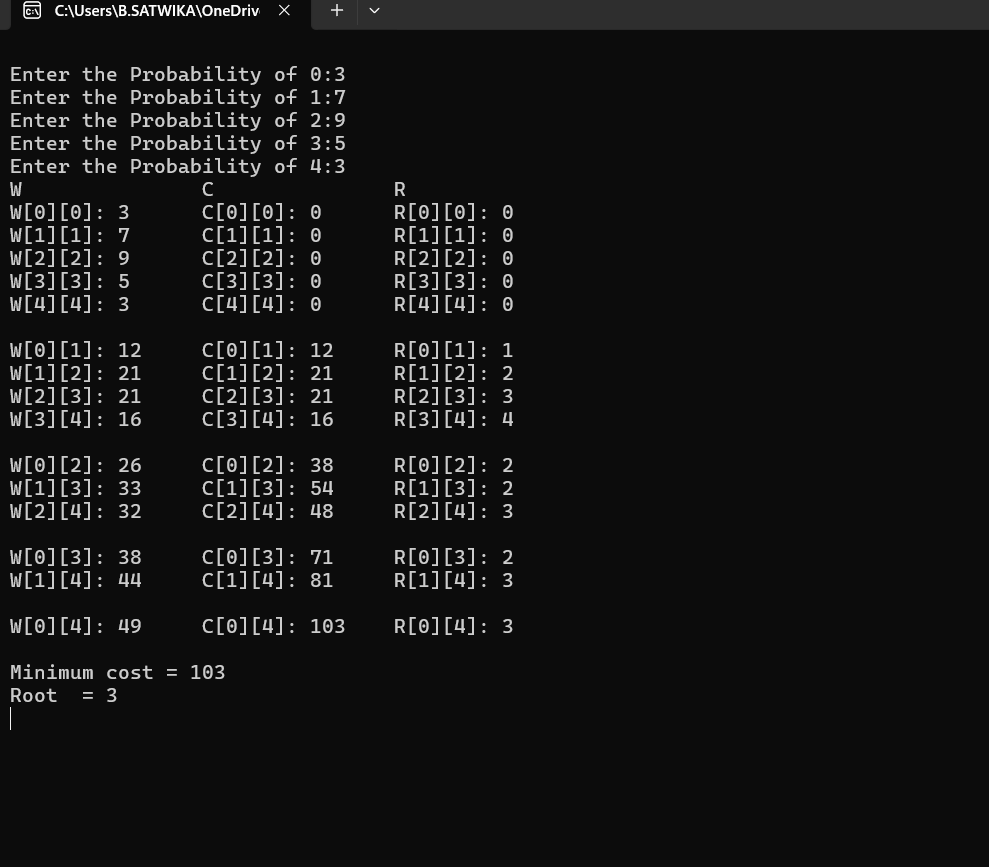 C:\Users\B.SATWIKA\OneDriv
Enter the Probability of 0:3
Enter the Probability of 1:7
Enter the Probability of 2:9
Enter the Probability of 3:5
Enter the Probability of 4:3
W C R
W[0][0]: 3 C[0][0]: 0 R[0][0]: 0
W[1][1]: 7 C[1][1]: 0 R[1][1]: 0
W[2][2]: 9 C[2][2]: 0 R[2][2]: 0
W[3][3]: 5 C[3][3]: 0 R[3][3]: 0
W[4][4]: 3 C[4][4]: 0 R[4][4]: 0
W[0][1]: 12 C[0][1]: 12 R[0][1]: 1
W[1][2]: 21 C[1][2]: 21 R[1][2]: 2
W[2][3]: 21 C[2][3]: 21 R[2][3]: 3
W[3][4]: 16 C[3][4]: 16 R[3][4]: 4
W[0][2]: 26 C[0][2]: 38 R[0][2]: 2
W[1][3]: 33 C[1][3]: 54 R[1][3]: 2
W[2][4]: 32 C[2][4]: 48 R[2][4]: 3
W[0][3]: 38 C[0][3]: 71 R[0][3]: 2
W[1][4]: 44 C[1][4]: 81 R[1][4]: 3
W[0][4]: 49 C[0][4]: 103 R[0][4]: 3
Minimum cost = 103
Root  = 3